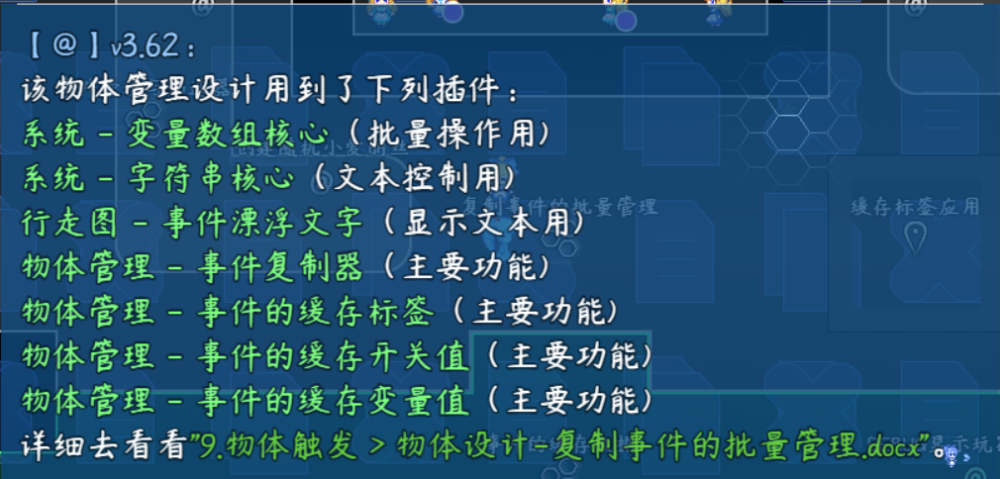 【@】v3.62：
该物体管理设计用到了下列插件：
系统 - 变量数组核心（批量操作用）
系统 - 字符串核心（文本控制用）
行走图 - 事件漂浮文字（显示文本用）
物体管理 - 事件复制器（主要功能）
物体管理 - 事件的缓存标签（主要功能）
物体管理 - 事件的缓存开关值（主要功能）
物体管理 - 事件的缓存变量值（主要功能）
详细去看看"9.物体触发 > 物体设计-复制事件的批量管理.docx"。
复制事件的批量管理
缓存标签应用